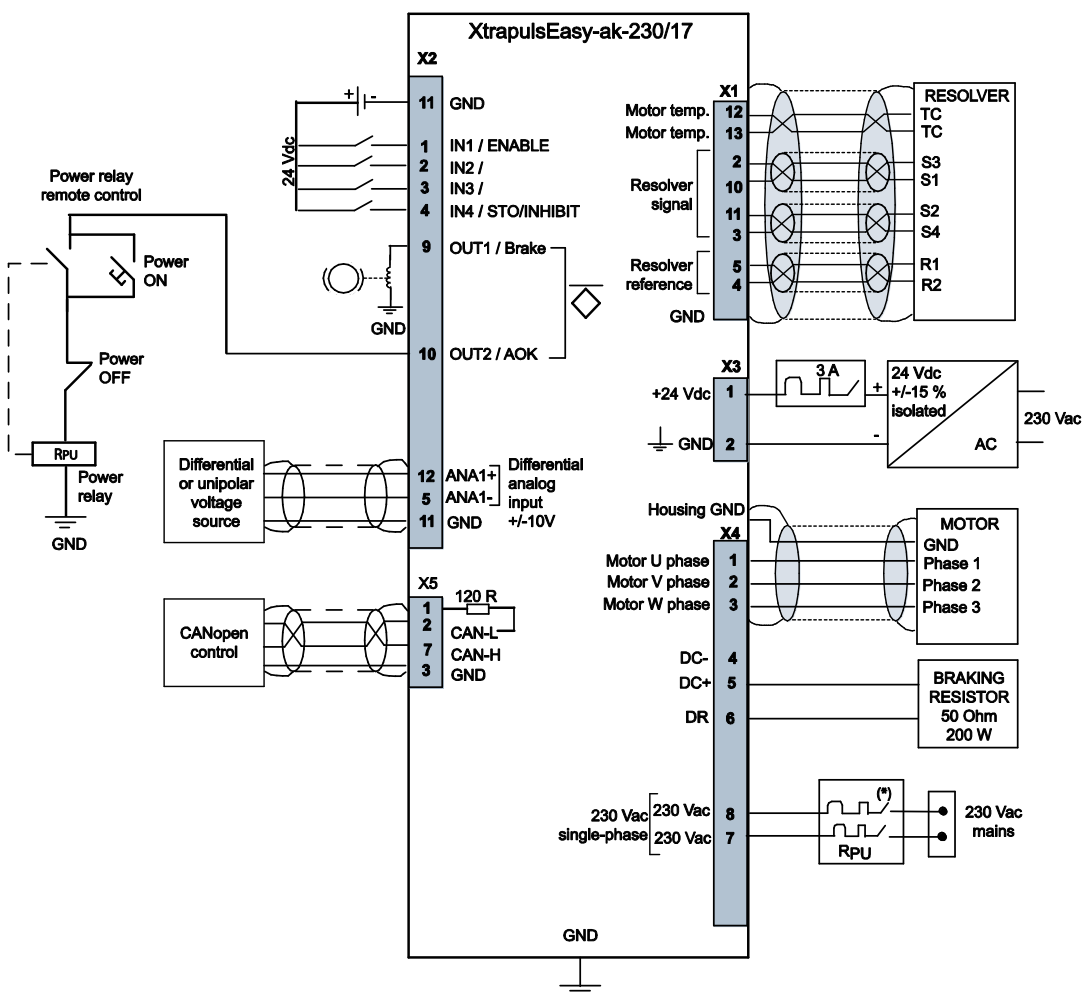 XtrapulsEasy-ak-230/17
X2
+ -
11 GND
24 Vdc
1 IN1 / ENABLE
2 IN2 /
3 IN3 /
4 IN4 / STO/INHIBIT
9 OUT1 / Brake
GND
10 OUT2 / AOK
Power relay
remote control
Power
ON
Power
OFF
RPU
Power
relay
GND
Differential
or unipolar
voltage
source
12 ANA1+
5 ANA1-
11 GND
Differential
analog
input
+/-10V
X5
1 120 R
2 CAN-L
7 CAN-H
3 GND
CANopen
control
X1
Motor temp. 12
Motor temp. 13
Resolver
signal
2
10
11
3
Resolver
reference
5
4
GND
RESOLVER
TC
TC
S3
S1
S2
S4
R1
R2
X3
+24 Vdc 1
GND 2
3 A
+
-
24 Vdc
+/-15 %
isolated
AC
230 Vac
Housing GND
X4
Motor U phase 1
Motor V phase 2
Motor W phase 3
MOTOR
GND
Phase 1
Phase 2
Phase 3
DC- 4
DC+ 5
DR 6
BRAKING
RESISTOR
50 Ohm
200 W
230 Vac
single-phase
230 Vac 8
230 Vac 7
(*)
RPU
230 Vac
mains
GND